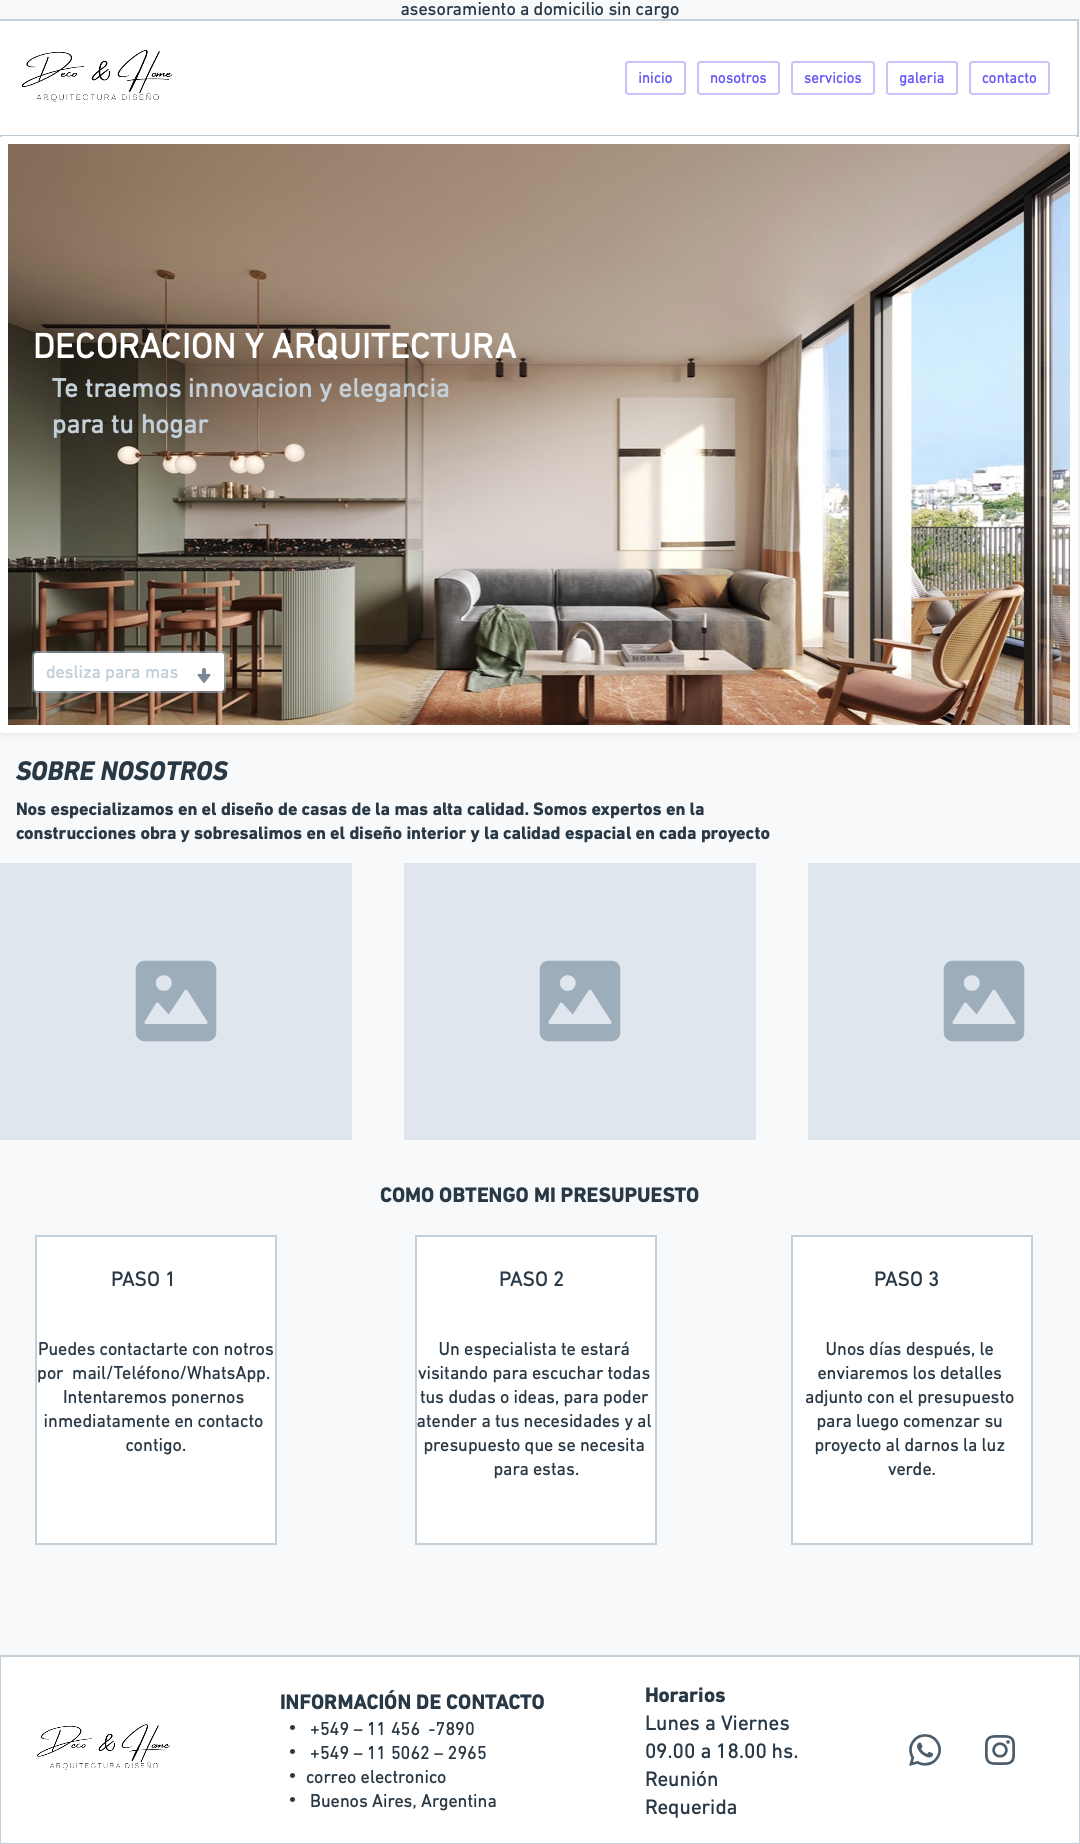 asesoramiento a domicilio sin cargo
Deco & Home
ARQUITECTURA DISEÑO
inicio
nosotros
servicios
galeria
contacto
DECORACION Y ARQUITECTURA
Te traemos innovacion y elegancia
para tu hogar
NOMA
desliza para mas
SOBRE NOSOTROS
Nos especializamos en el diseño de casas de la mas alta calidad. Somos expertos en la
construcciones obra y sobresalimos en el diseño interior y la calidad espacial en cada proyecto
COMO OBTENGO MI PRESUPUESTO
PASO 1
Puedes contactarte con notros
por  mail/Teléfono/WhatsApp.
Intentaremos ponernos
inmediatamente en contacto
contigo.
PASO 2
Un especialista te estará
visitando para escuchar todas
tus dudas o ideas, para poder
atender a tus necesidades y al
presupuesto que se necesita
para estas.
PASO 3
Unos días después, le
enviaremos los detalles
adjunto con el presupuesto
para luego comenzar su
proyecto al darnos la luz
verde.
Deco & Home
ARQUITECTURA DISEÑO
INFORMACIÓN DE CONTACTO
• +549 – 11 456  -7890
• +549 – 11 5062 – 2965
• correo electronico
• Buenos Aires, Argentina
Horarios
Lunes a Viernes
09.00 a 18.00 hs.
Reunión
Requerida